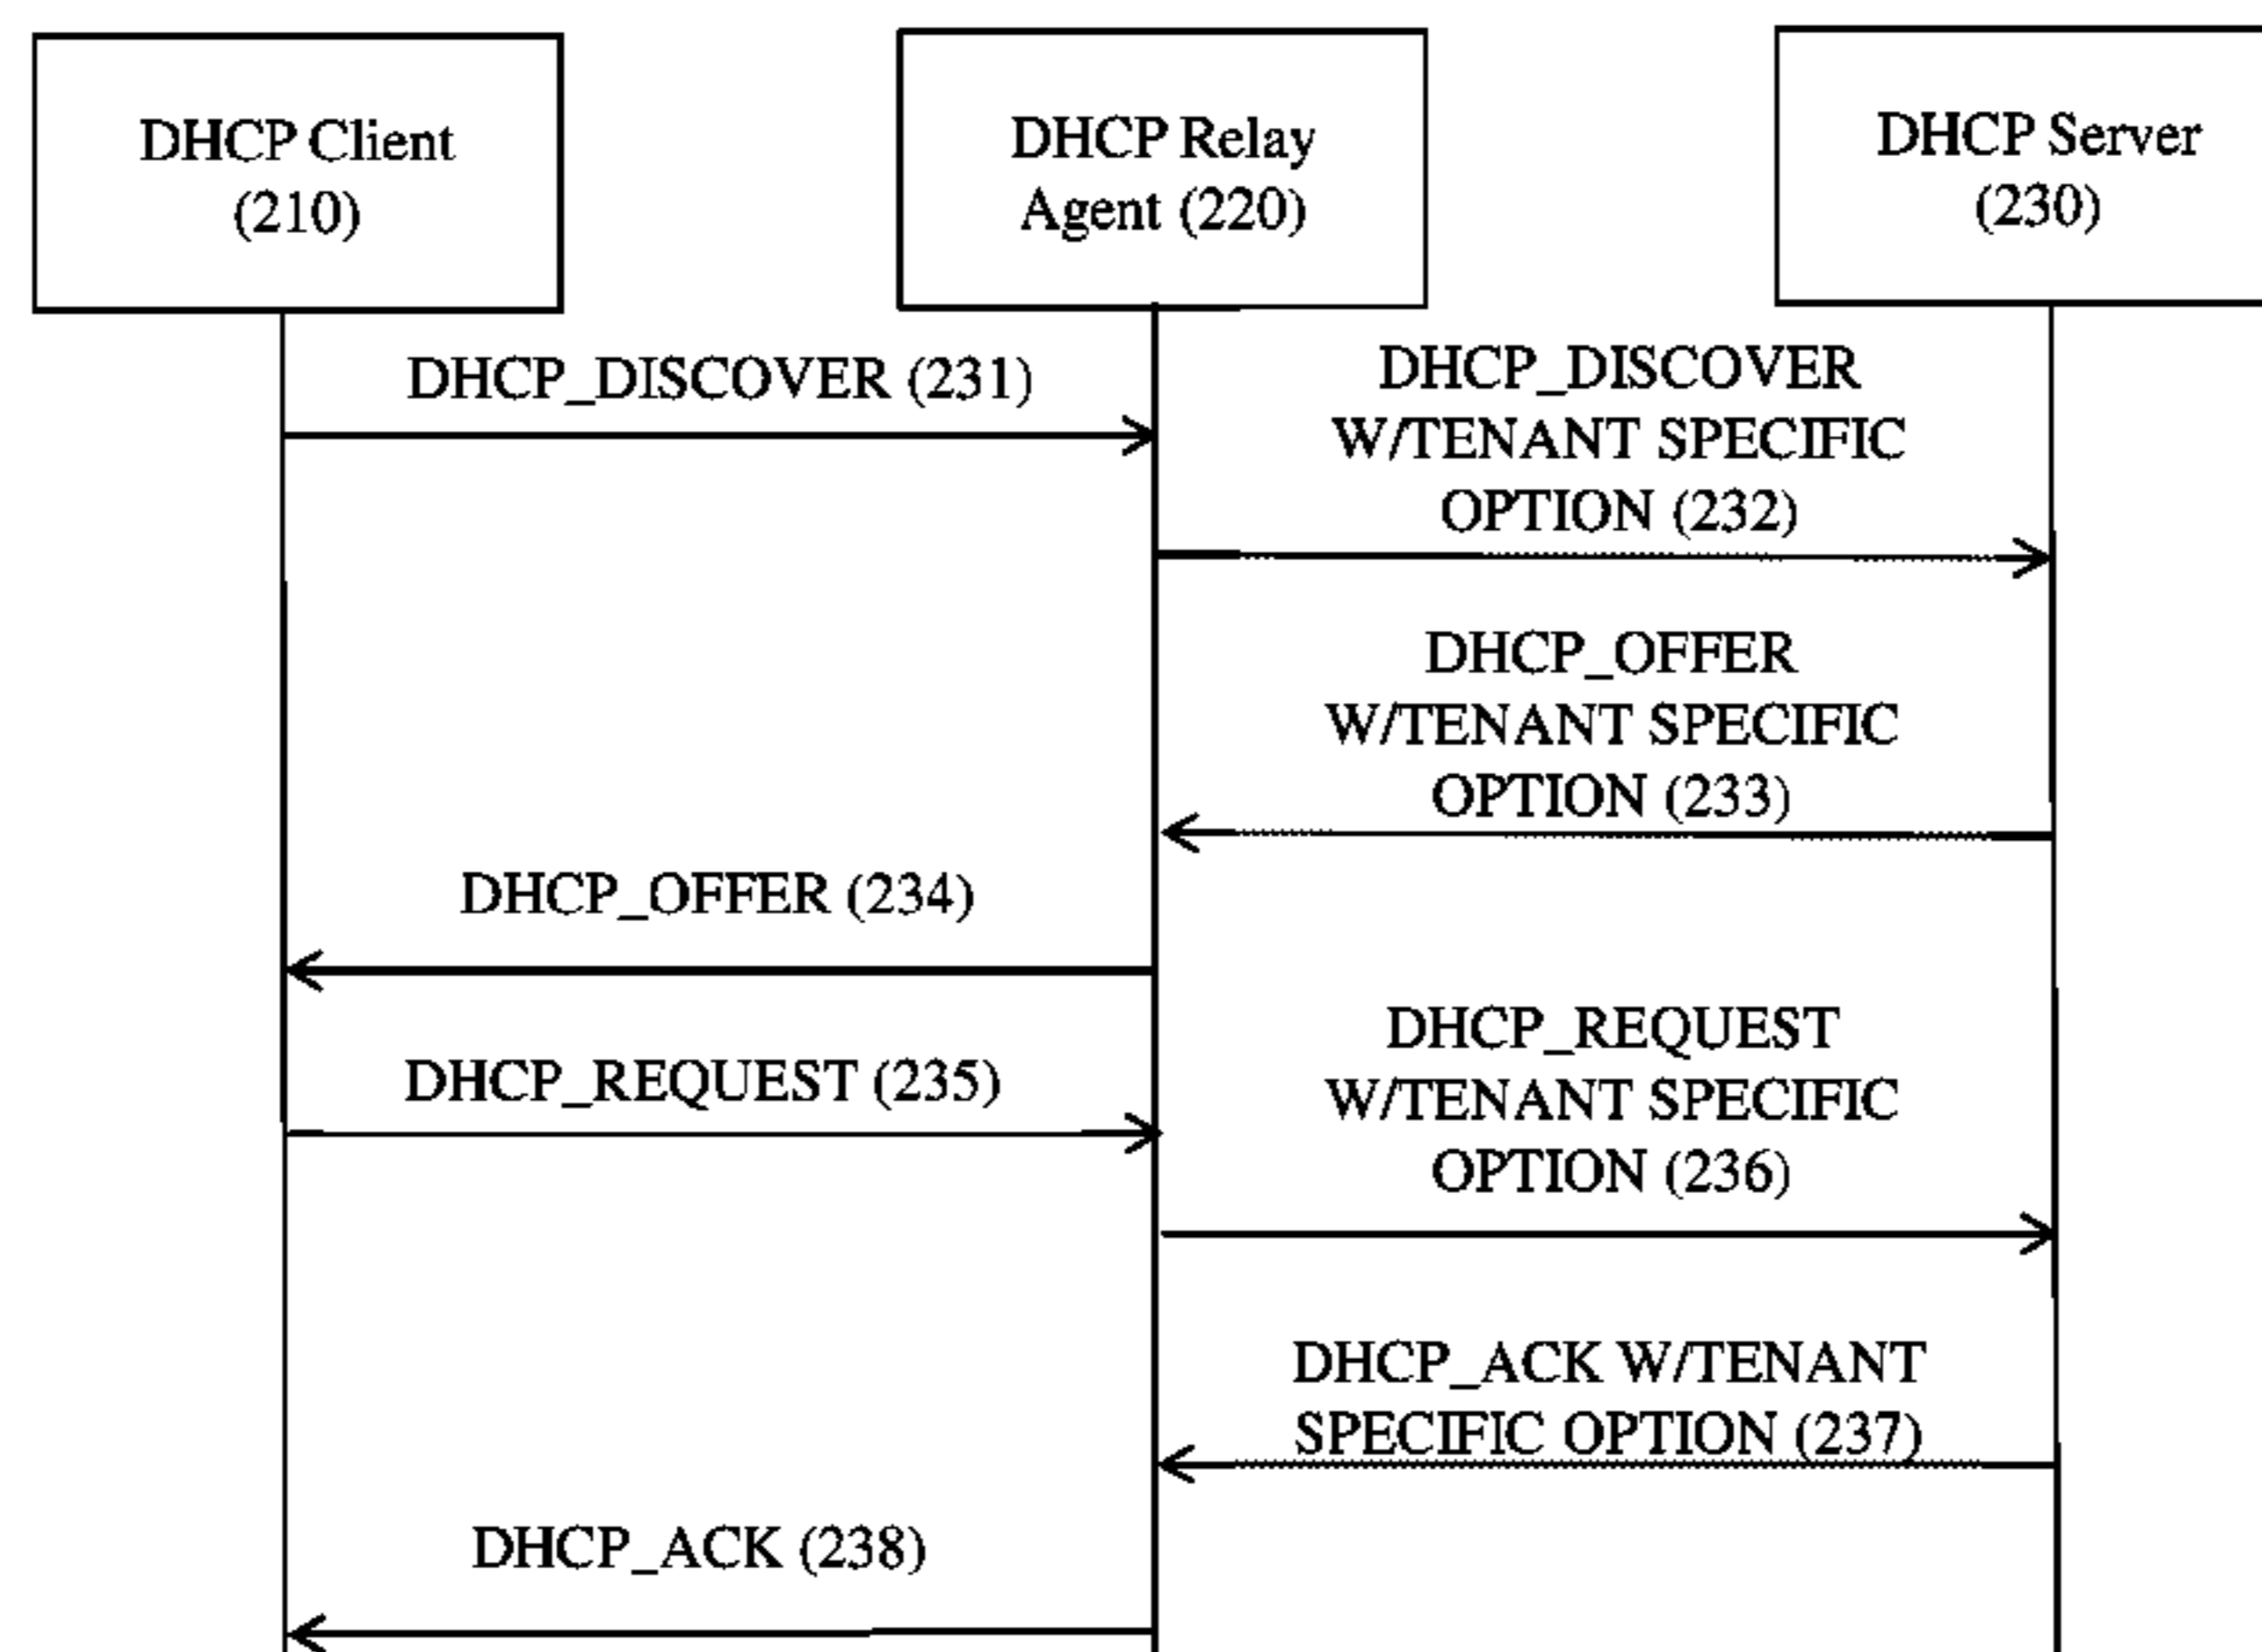 DHCP Client
(210)
DHCP Relay
Agent (220)
DHCP Server
(230)
DHCP_DISCOVER (231)
DHCP_DISCOVER
W/TENANT SPECIFIC
OPTION (232)
DHCP_OFFER
W/TENANT SPECIFIC
OPTION (233)
DHCP_OFFER (234)
DHCP_REQUEST (235)
DHCP_REQUEST
W/TENANT SPECIFIC
OPTION (236)
DHCP_ACK W/TENANT
SPECIFIC OPTION (237)
DHCP_ACK (238)